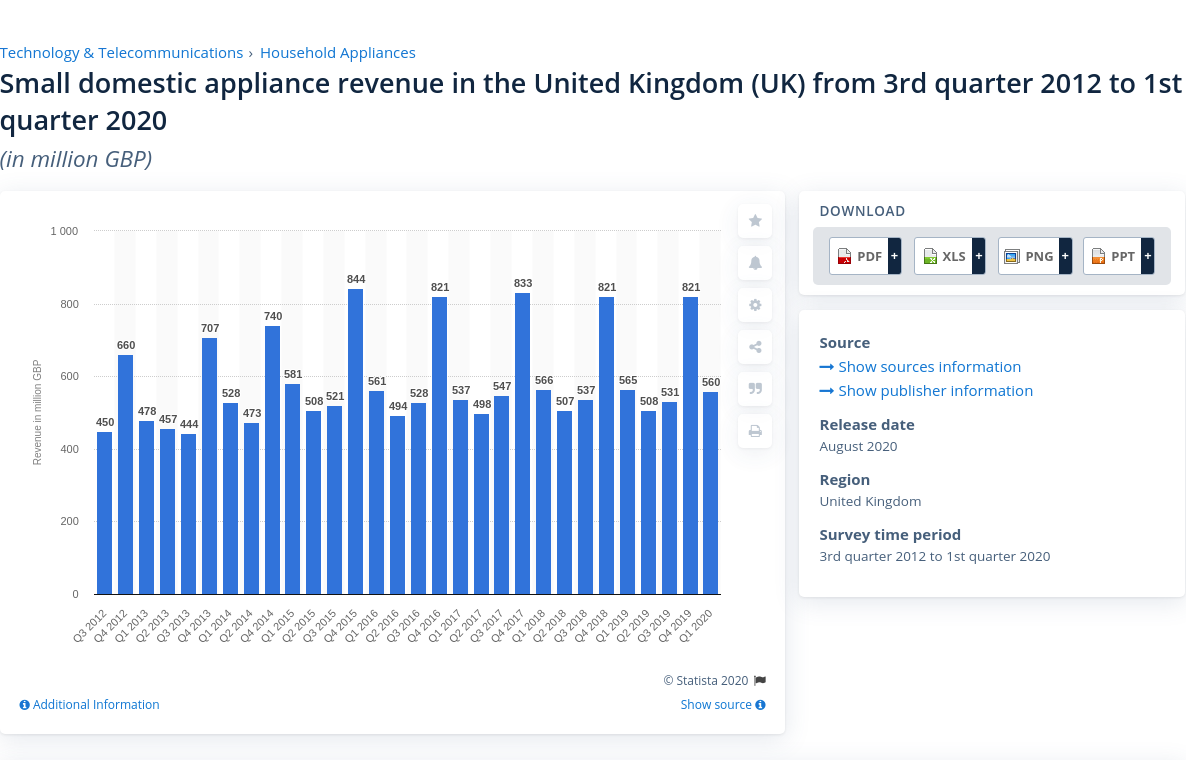 Technology & Telecommunications › Household Appliances
Small domestic appliance revenue in the United Kingdom (UK) from 3rd quarter 2012 to 1st
quarter 2020
(in million GBP)
Revenue in million GBP
1 000
800
600
400
200
0
450
660
478
457
444
707
528
473
740
581
508
521
844
561
494
528
821
537
498
547
833
566
507
537
821
565
508
531
821
560
Q3 2012
Q4 2012
Q1 2013
Q2 2013
Q3 2013
Q4 2013
Q1 2014
Q2 2014
Q4 2014
Q1 2015
Q2 2015
Q3 2015
Q4 2015
Q1 2016
Q2 2016
Q3 2016
Q4 2016
Q1 2017
Q2 2017
Q3 2017
Q4 2017
Q1 2018
Q2 2018
Q3 2018
Q4 2018
Q1 2019
Q2 2019
Q3 2019
Q4 2019
Q1 2020
© Statista 2020
Additional Information
Show source
DOWNLOAD
PDF + XLS + PNG + PPT +
Source
Show sources information
Show publisher information
Release date
August 2020
Region
United Kingdom
Survey time period
3rd quarter 2012 to 1st quarter 2020